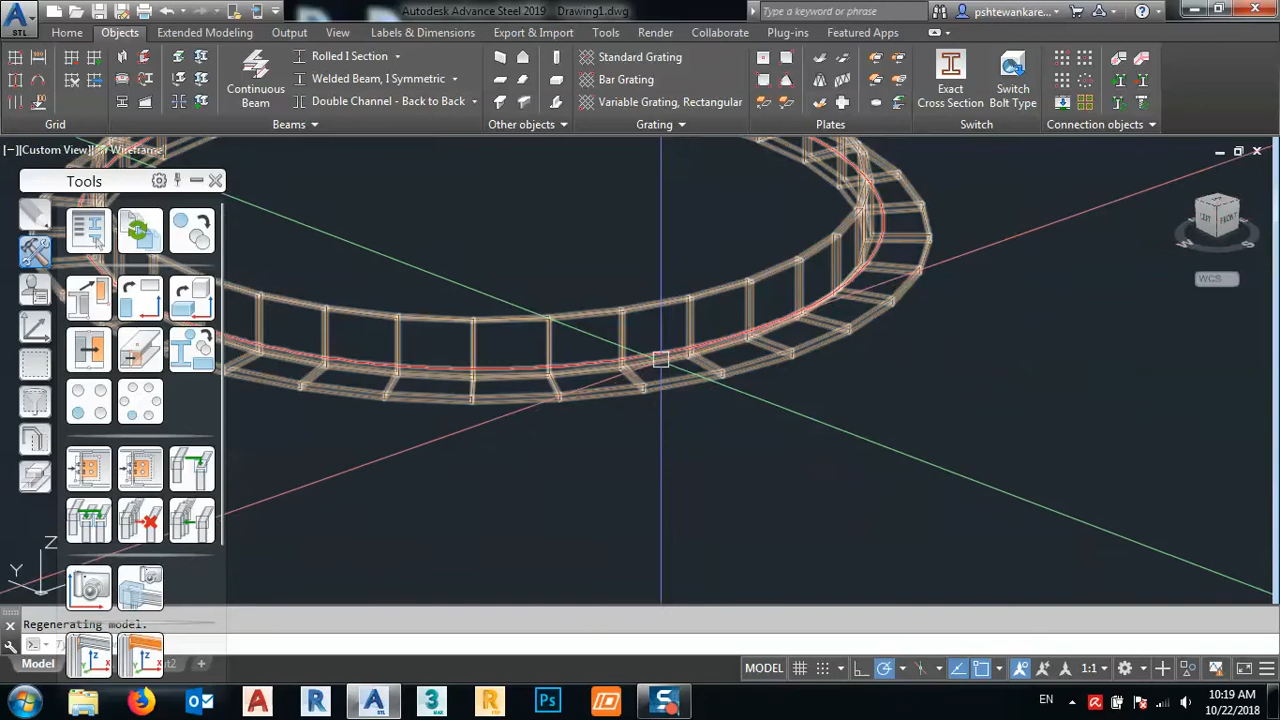 Autodesk Advance Steel 2019 Drawing1.dwg
Type a keyword or phrase
pshtewankare...
STL
Home Objects Extended Modeling Output View Labels & Dimensions Export & Import Tools Render Collaborate Plug-ins Featured Apps
Rolled I Section
Welded Beam, I Symmetric
Double Channel - Back to Back
Continuous
Beam
Standard Grating
Bar Grating
Variable Grating, Rectangular
Exact
Cross Section
Switch
Bolt Type
Grid Beams Other objects Grating Plates Switch Connection objects
[−][Custom View] Wireframe]
Tools
LEFT FRONT
W S
WCS
Z
Y
X
Regenerating model.
Model
MODEL
1:1
EN
10:19 AM
10/22/2018